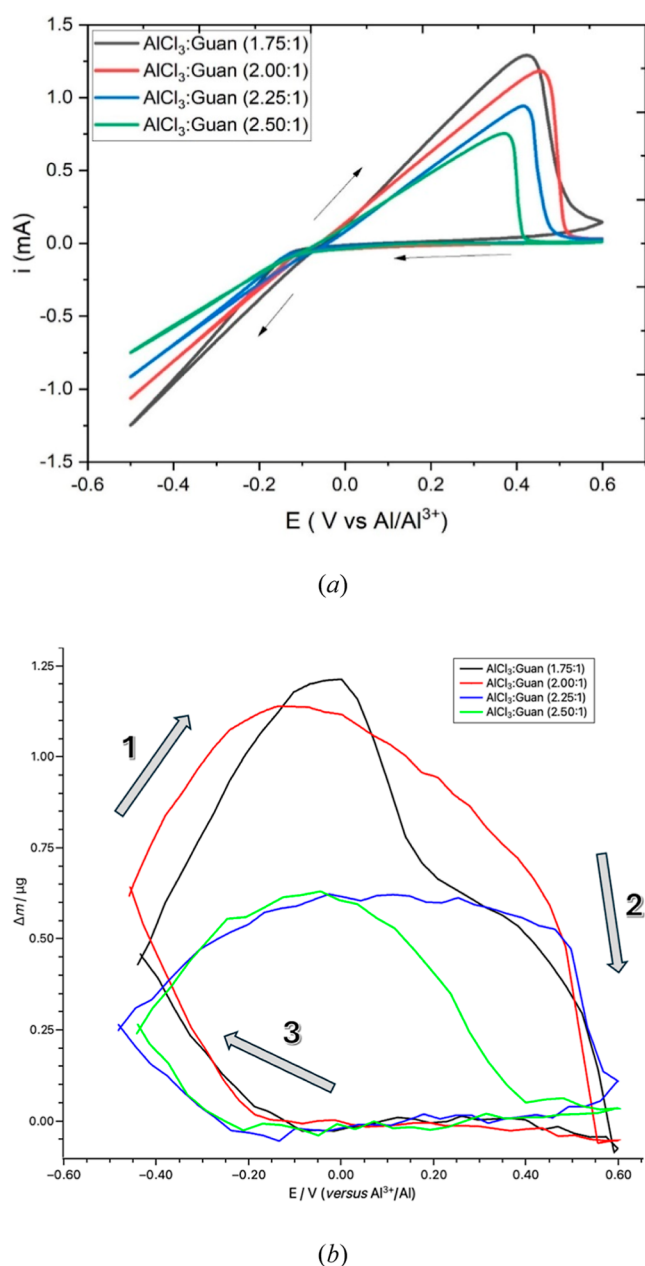 1.5
1.0
0.5
0.0
-0.5
-1.0
-1.5
i (mA)
AlCl₃:Guan (1.75:1)
AlCl₃:Guan (2.00:1)
AlCl₃:Guan (2.25:1)
AlCl₃:Guan (2.50:1)
-0.6 -0.4 -0.2 0.0 0.2 0.4 0.6
E ( V vs Al/Al³⁺)
(a)
1.25
1.00
0.75
0.50
0.25
0.00
Δm / µg
AlCl₃:Guan (1.75:1)
AlCl₃:Guan (2.00:1)
AlCl₃:Guan (2.25:1)
AlCl₃:Guan (2.50:1)
1
2
3
-0.60 -0.40 -0.20 0.00 0.20 0.40 0.60
E / V (versus Al³⁺/Al)
(b)